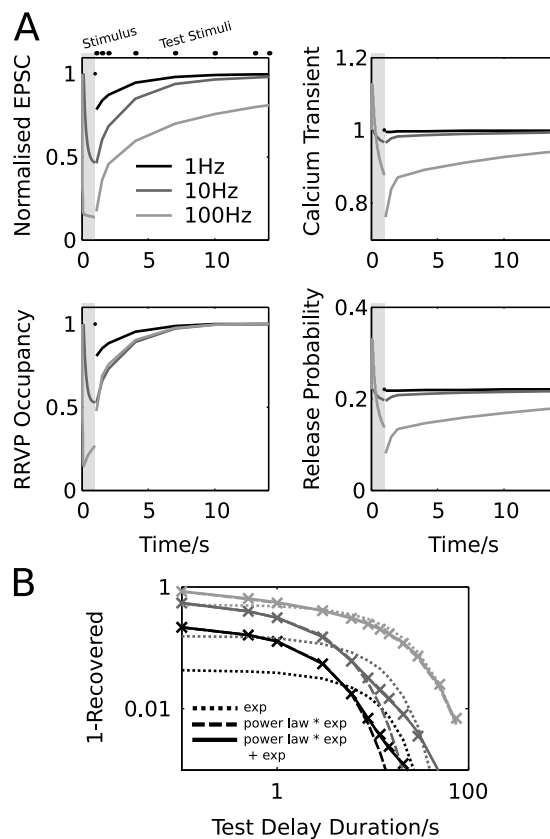 A
Stimulus
Test Stimuli
Normalised EPSC
1
0.5
0
0
5
10
1Hz
10Hz
100Hz
Calcium Transient
1.2
1
0.8
0
5
10
RRVP Occupancy
1
0.5
0
0
5
10
Time/s
Release Probability
0.4
0.2
0
0
5
10
Time/s
B
1-Recovered
1
0.01
exp
power law * exp
power law * exp
+ exp
1
100
Test Delay Duration/s